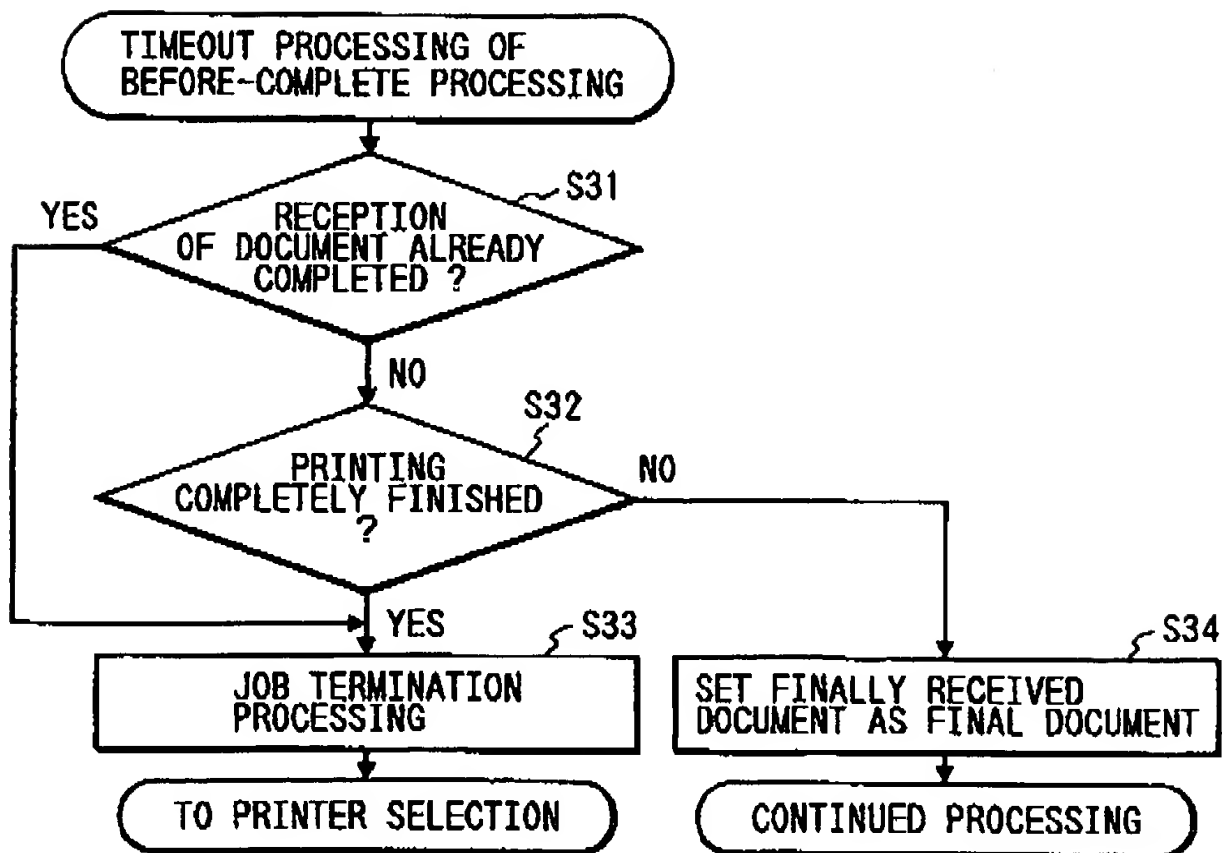 TIMEOUT PROCESSING OF
BEFORE-COMPLETE PROCESSING
S31
YES
RECEPTION
OF DOCUMENT ALREADY
COMPLETED ?
NO
S32
PRINTING
COMPLETELY FINISHED
?
NO
YES
S33
JOB TERMINATION
PROCESSING
S34
SET FINALLY RECEIVED
DOCUMENT AS FINAL DOCUMENT
TO PRINTER SELECTION
CONTINUED PROCESSING